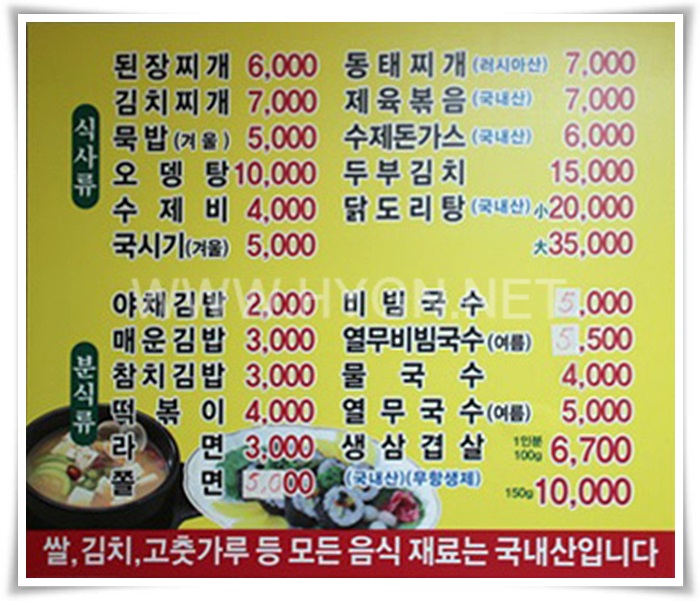 식사류
된장찌개 6,000
김치찌개 7,000
묵밥(겨울) 5,000
오뎅탕 10,000
수제비 4,000
국시기(겨울) 5,000
동태찌개(러시아산) 7,000
제육볶음(국내산) 7,000
수제돈가스(국내산) 6,000
두부김치 15,000
닭도리탕(국내산) 小20,000
大35,000
WWW.HYON.NET
분식류
야채김밥 2,000
매운김밥 3,000
참치김밥 3,000
떡볶이 4,000
라면 3,000
쫄면 5,000
비빔국수 5,000
열무비빔국수(여름) 5,500
물국수 4,000
열무국수(여름) 5,000
생삼겹살 1인분 100g 6,700
(국내산)(무항생제) 150g 10,000
쌀,김치,고춧가루 등 모든 음식 재료는 국내산입니다